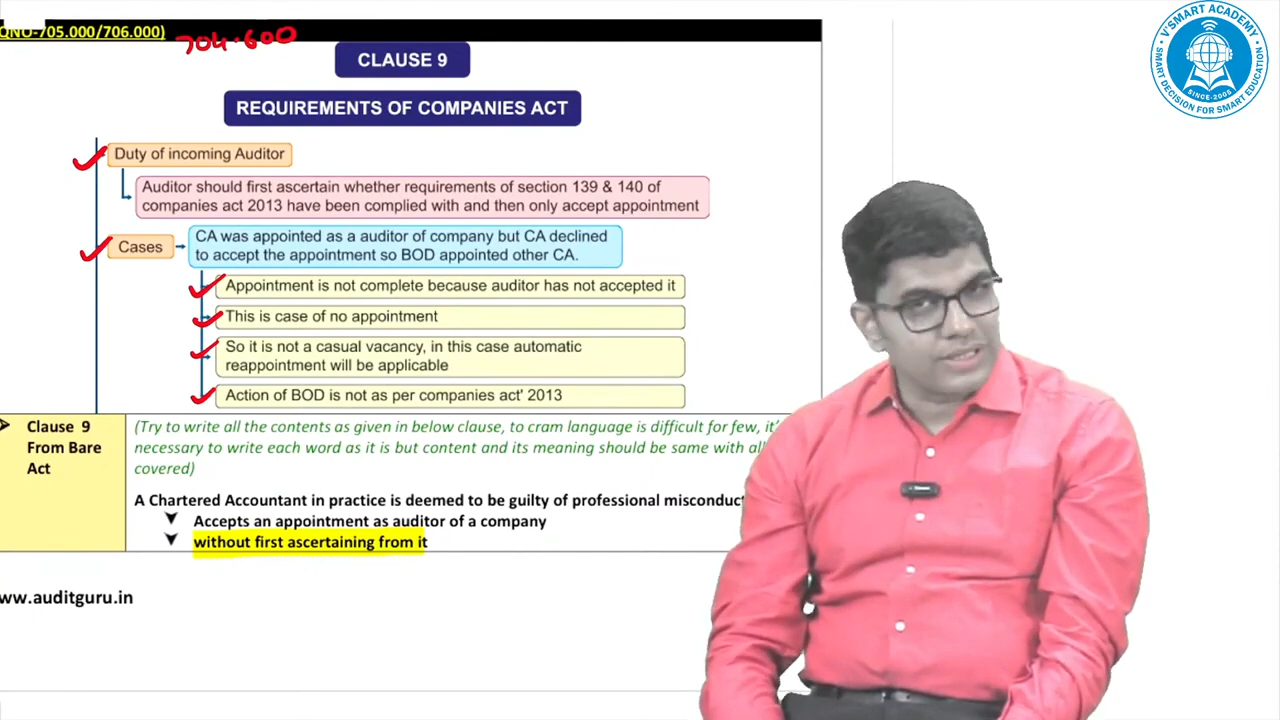 QNO-705.000/706.000)
704.600
CLAUSE 9
REQUIREMENTS OF COMPANIES ACT
Duty of incoming Auditor
Auditor should first ascertain whether requirements of section 139 & 140 of
companies act 2013 have been complied with and then only accept appointment
Cases
CA was appointed as a auditor of company but CA declined
to accept the appointment so BOD appointed other CA.
Appointment is not complete because auditor has not accepted it
This is case of no appointment
So it is not a casual vacancy, in this case automatic
reappointment will be applicable
Action of BOD is not as per companies act' 2013
Clause 9
From Bare
Act
(Try to write all the contents as given in below clause, to cram language is difficult for few, it'
necessary to write each word as it is but content and its meaning should be same with all
covered)
A Chartered Accountant in practice is deemed to be guilty of professional misconduct
Accepts an appointment as auditor of a company
without first ascertaining from it
ww.auditguru.in
V'SMART ACADEMY
SINCE-2005
SMART DECISION FOR SMART EDUCATION